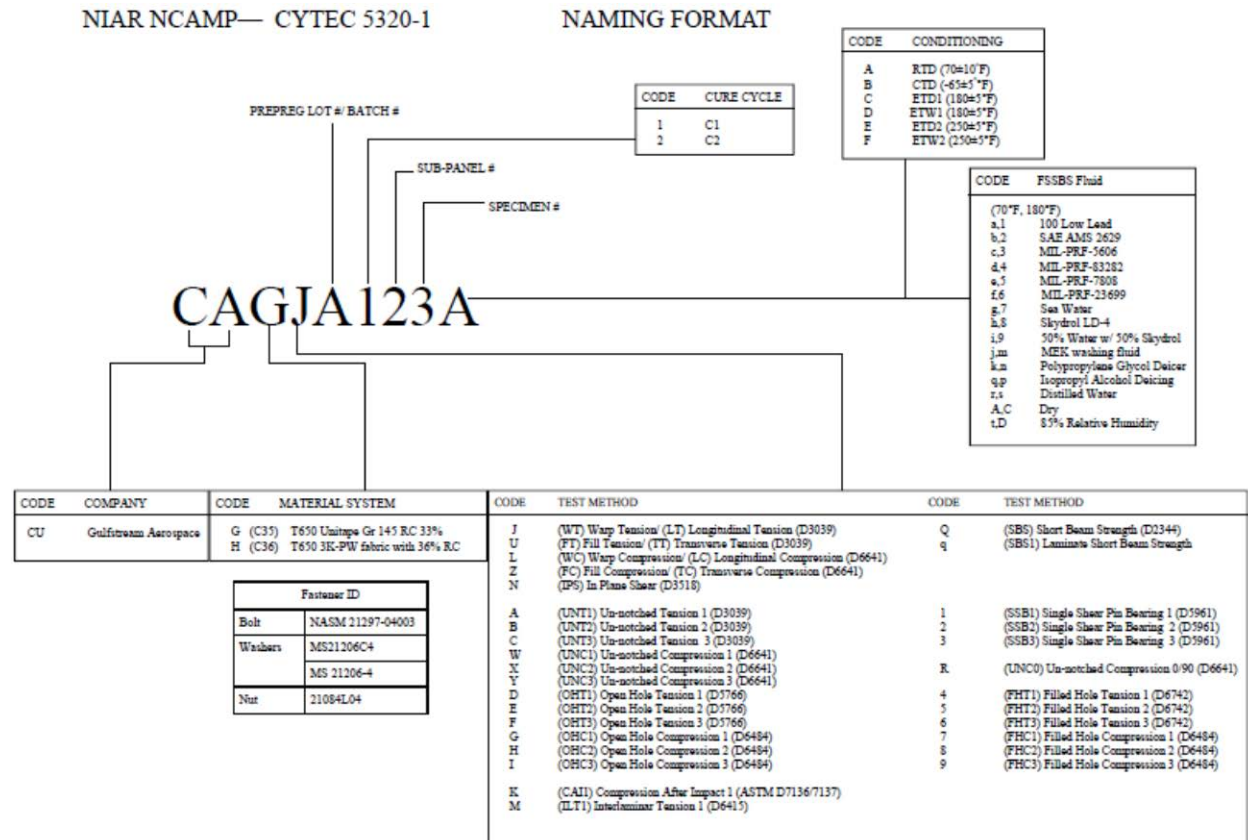 NIAR NCAMP— CYTEC 5320-1 NAMING FORMAT
CODE CONDITIONING
A RTD (70±10°F)
B CTD (-65±5°F)
C ETD1 (180±5°F)
D ETW1 (180±5°F)
E ETD2 (250±5°F)
F ETW2 (250±5°F)
CODE CURE CYCLE
1 C1
2 C2
PREPREG LOT #/ BATCH #
SUB-PANEL #
SPECIMEN #
CODE FSSBS Fluid
(70°F, 180°F)
a,1 100 Low Lead
b,2 SAE AMS 2629
c,3 MIL-PRF-5606
d,4 MIL-PRF-83282
e,5 MIL-PRF-7808
f,6 MIL-PRF-23699
g,7 Sea Water
h,8 Skydrol LD-4
i,9 50% Water w/ 50% Skydrol
j,m MEK washing fluid
k,n Polypropylene Glycol Deicer
q,p Isopropyl Alcohol Deicing
r,s Distilled Water
A,C Dry
t,D 85% Relative Humidity
CAGJA123A
CODE COMPANY
CU Gulfstream Aerospace
CODE MATERIAL SYSTEM
G (C35) T650 Unitape Gr 145 RC 33%
H (C36) T650 3K-PW fabric with 36% RC
Fastener ID
Bolt NASM 21297-04003
Washers MS21206C4
MS 21206-4
Nut 21084L04
CODE TEST METHOD CODE TEST METHOD
J (WT) Warp Tension/ (LT) Longitudinal Tension (D3039) Q (SBS) Short Beam Strength (D2344)
U (FT) Fill Tension/ (TT) Transverse Tension (D3039) q (SBS1) Laminate Short Beam Strength
L (WC) Warp Compression/ (LC) Longitudinal Compression (D6641)
Z (FC) Fill Compression/ (TC) Transverse Compression (D6641)
N (IPS) In Plane Shear (D3518)
A (UNT1) Un-notched Tension 1 (D3039) 1 (SSB1) Single Shear Pin Bearing 1 (D5961)
B (UNT2) Un-notched Tension 2 (D3039) 2 (SSB2) Single Shear Pin Bearing 2 (D5961)
C (UNT3) Un-notched Tension 3 (D3039) 3 (SSB3) Single Shear Pin Bearing 3 (D5961)
W (UNC1) Un-notched Compression 1 (D6641)
X (UNC2) Un-notched Compression 2 (D6641) R (UNC0) Un-notched Compression 0/90 (D6641)
Y (UNC3) Un-notched Compression 3 (D6641)
D (OHT1) Open Hole Tension 1 (D5766) 4 (FHT1) Filled Hole Tension 1 (D6742)
E (OHT2) Open Hole Tension 2 (D5766) 5 (FHT2) Filled Hole Tension 2 (D6742)
F (OHT3) Open Hole Tension 3 (D5766) 6 (FHT3) Filled Hole Tension 3 (D6742)
G (OHC1) Open Hole Compression 1 (D6484) 7 (FHC1) Filled Hole Compression 1 (D6484)
H (OHC2) Open Hole Compression 2 (D6484) 8 (FHC2) Filled Hole Compression 2 (D6484)
I (OHC3) Open Hole Compression 3 (D6484) 9 (FHC3) Filled Hole Compression 3 (D6484)
K (CAI1) Compression After Impact 1 (ASTM D7136/7137)
M (ILT1) Interlaminar Tension 1 (D6415)